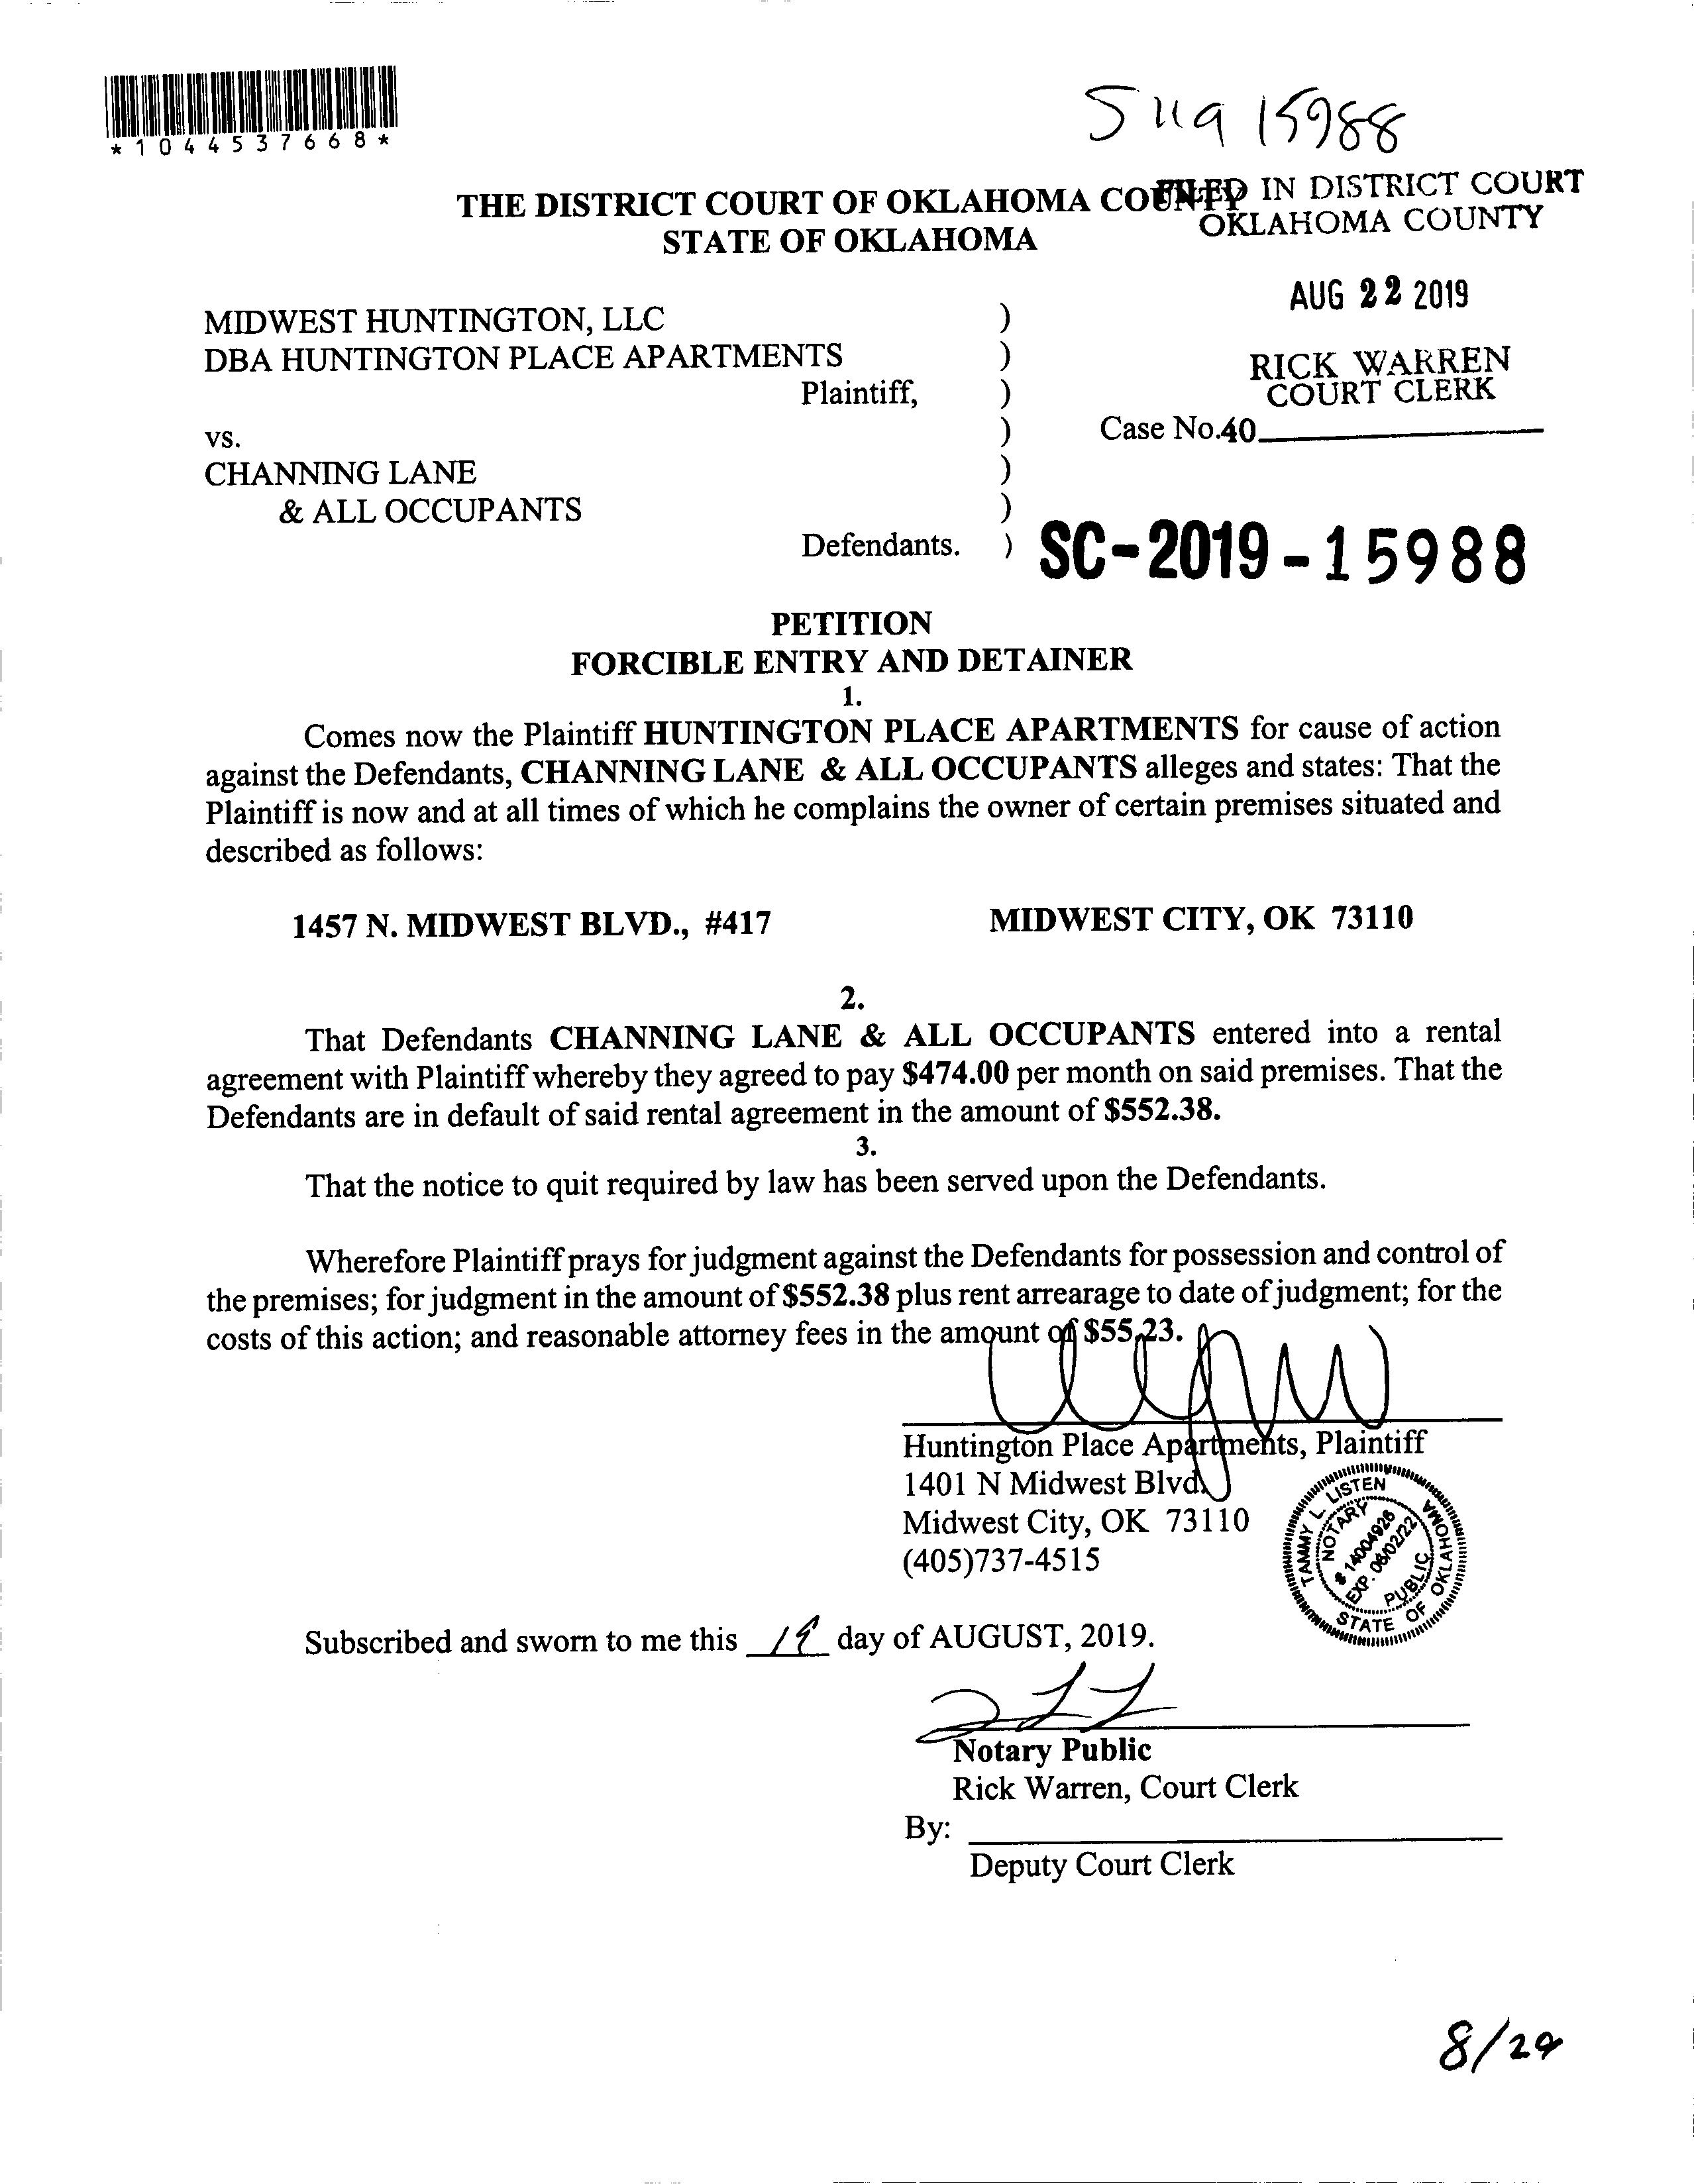 *1044537668*
THE DISTRICT COURT OF OKLAHOMA COUNTY
STATE OF OKLAHOMA
FILED IN DISTRICT COURT
OKLAHOMA COUNTY
AUG 22 2019
RICK WARREN
COURT CLERK
MIDWEST HUNTINGTON, LLC )
DBA HUNTINGTON PLACE APARTMENTS )
Plaintiff, )
vs. ) Case No.40
CHANNING LANE )
& ALL OCCUPANTS )
Defendants. ) SC-2019-15988
PETITION
FORCIBLE ENTRY AND DETAINER
1.
Comes now the Plaintiff HUNTINGTON PLACE APARTMENTS for cause of action
against the Defendants, CHANNING LANE & ALL OCCUPANTS alleges and states: That the
Plaintiff is now and at all times of which he complains the owner of certain premises situated and
described as follows:
1457 N. MIDWEST BLVD., #417 MIDWEST CITY, OK 73110
2.
That Defendants CHANNING LANE & ALL OCCUPANTS entered into a rental
agreement with Plaintiff whereby they agreed to pay $474.00 per month on said premises. That the
Defendants are in default of said rental agreement in the amount of $552.38.
3.
That the notice to quit required by law has been served upon the Defendants.
Wherefore Plaintiff prays for judgment against the Defendants for possession and control of
the premises; for judgment in the amount of $552.38 plus rent arrearage to date of judgment; for the
costs of this action; and reasonable attorney fees in the amount of $55.23.
Huntington Place Apartments, Plaintiff
1401 N Midwest Blvd.
Midwest City, OK 73110
(405)737-4515
TAMMY L. LISTEN
NOTARY
# 14004926
EXP. 06/02/22
PUBLIC
STATE OF OKLAHOMA
Subscribed and sworn to me this 19 day of AUGUST, 2019.
Notary Public
Rick Warren, Court Clerk
By:
Deputy Court Clerk
8/29